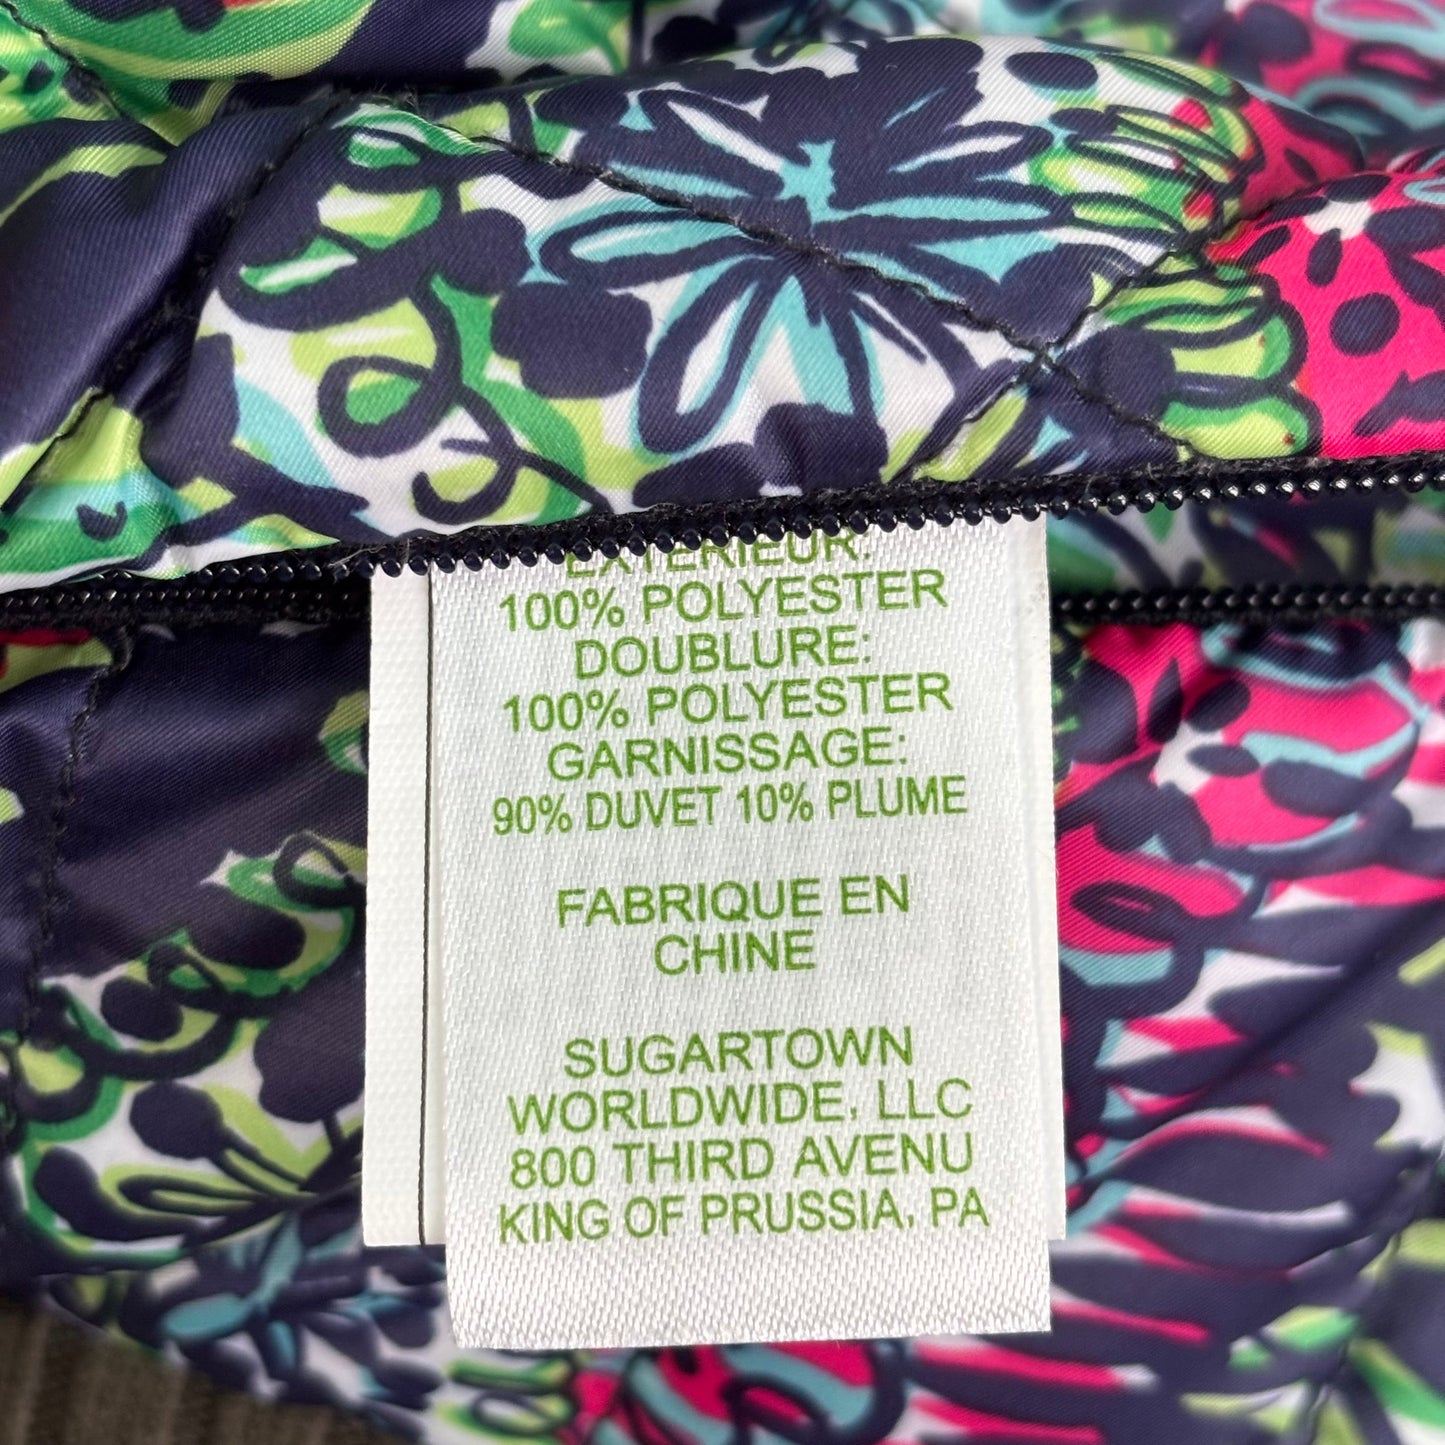 EXTERIEUR:
100% POLYESTER
DOUBLURE:
100% POLYESTER
GARNISSAGE:
90% DUVET 10% PLUME
FABRIQUE EN
CHINE
SUGARTOWN
WORLDWIDE, LLC
800 THIRD AVENU
KING OF PRUSSIA, PA